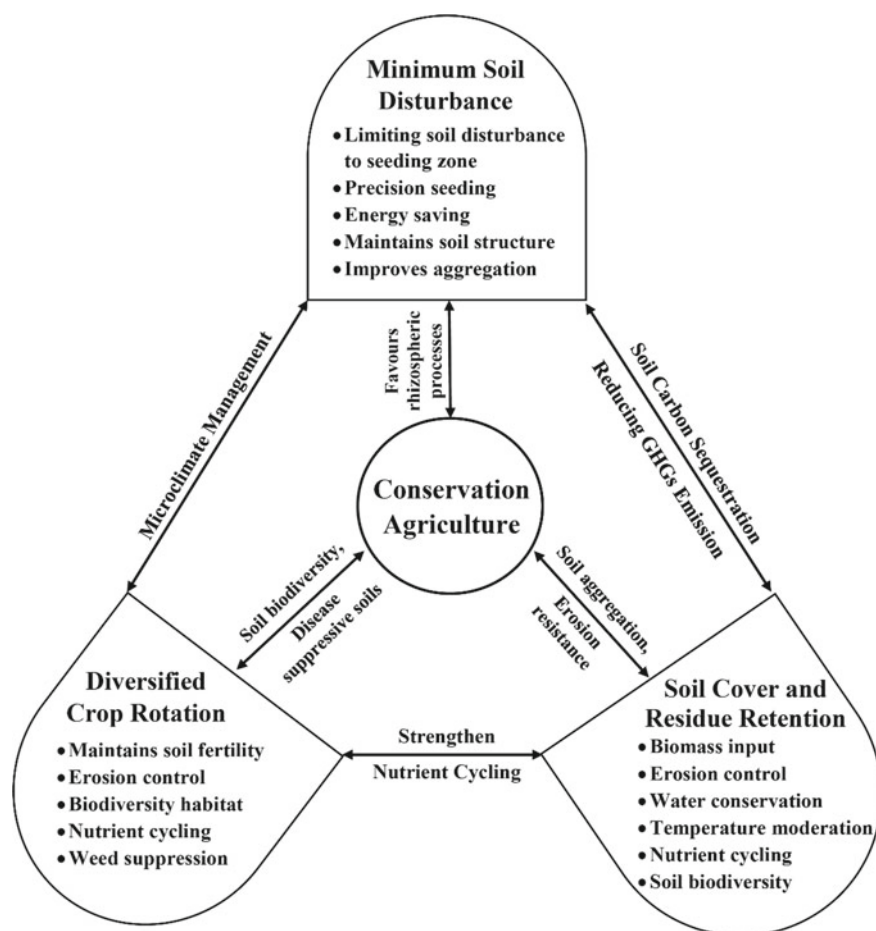 Minimum Soil
Disturbance
• Limiting soil disturbance
to seeding zone
• Precision seeding
• Energy saving
• Maintains soil structure
• Improves aggregation
Favours
rhizospheric
processes
Microclimate Management
Soil Carbon Sequestration
Reducing GHGs Emission
Conservation
Agriculture
Soil biodiversity,
Disease
suppressive soils
Soil aggregation,
Erosion
resistance
Diversified
Crop Rotation
• Maintains soil fertility
• Erosion control
• Biodiversity habitat
• Nutrient cycling
• Weed suppression
Strengthen
Nutrient Cycling
Soil Cover and
Residue Retention
• Biomass input
• Erosion control
• Water conservation
• Temperature moderation
• Nutrient cycling
• Soil biodiversity